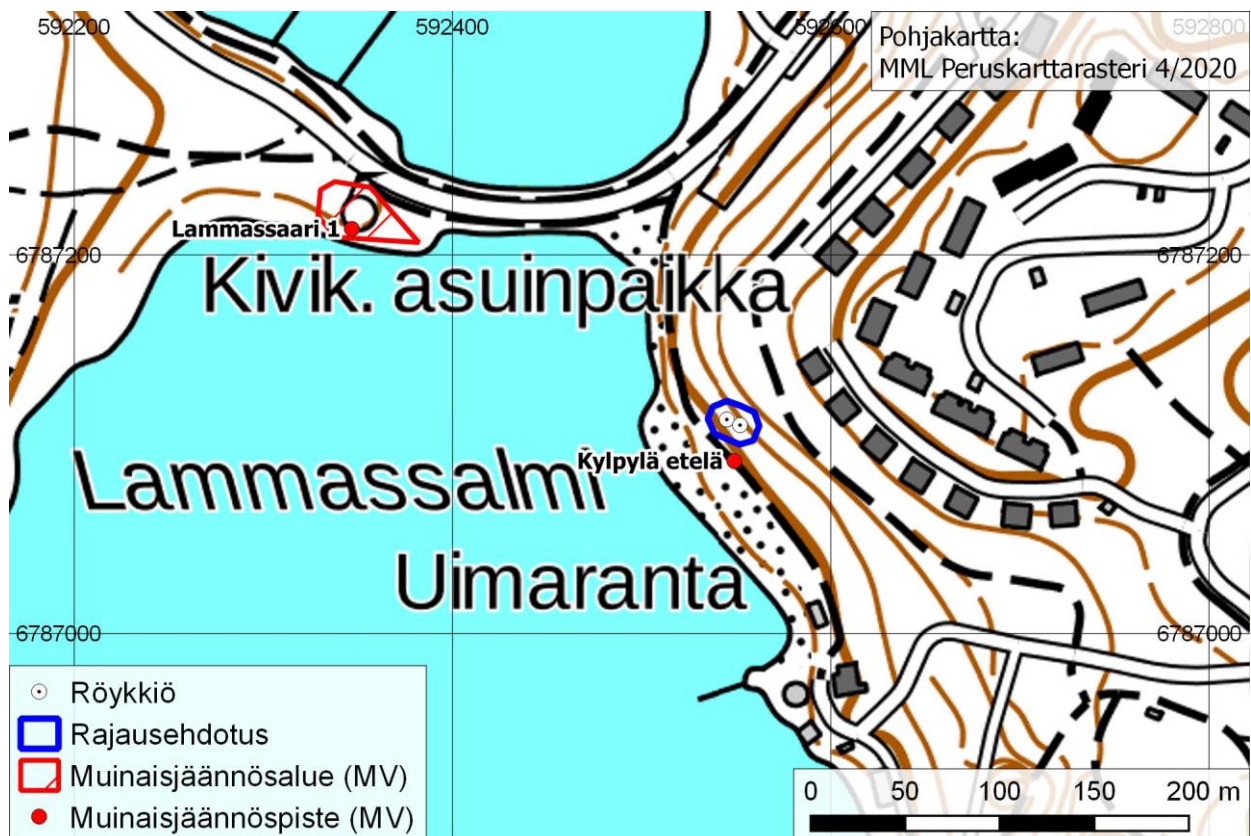 592200
592400
592600
592800
Pohjakartta:
MML Peruskarttarasteri 4/2020
Lammassaari 1
6787200
6787200
Kivik. asuinpaikka
Lammassalmi
Kylpylä etelä
Uimaranta
6787000
6787000
Röykkiö
Rajausehdotus
Muinaisjäännösalue (MV)
Muinaisjäännöspiste (MV)
0 50 100 150 200 m